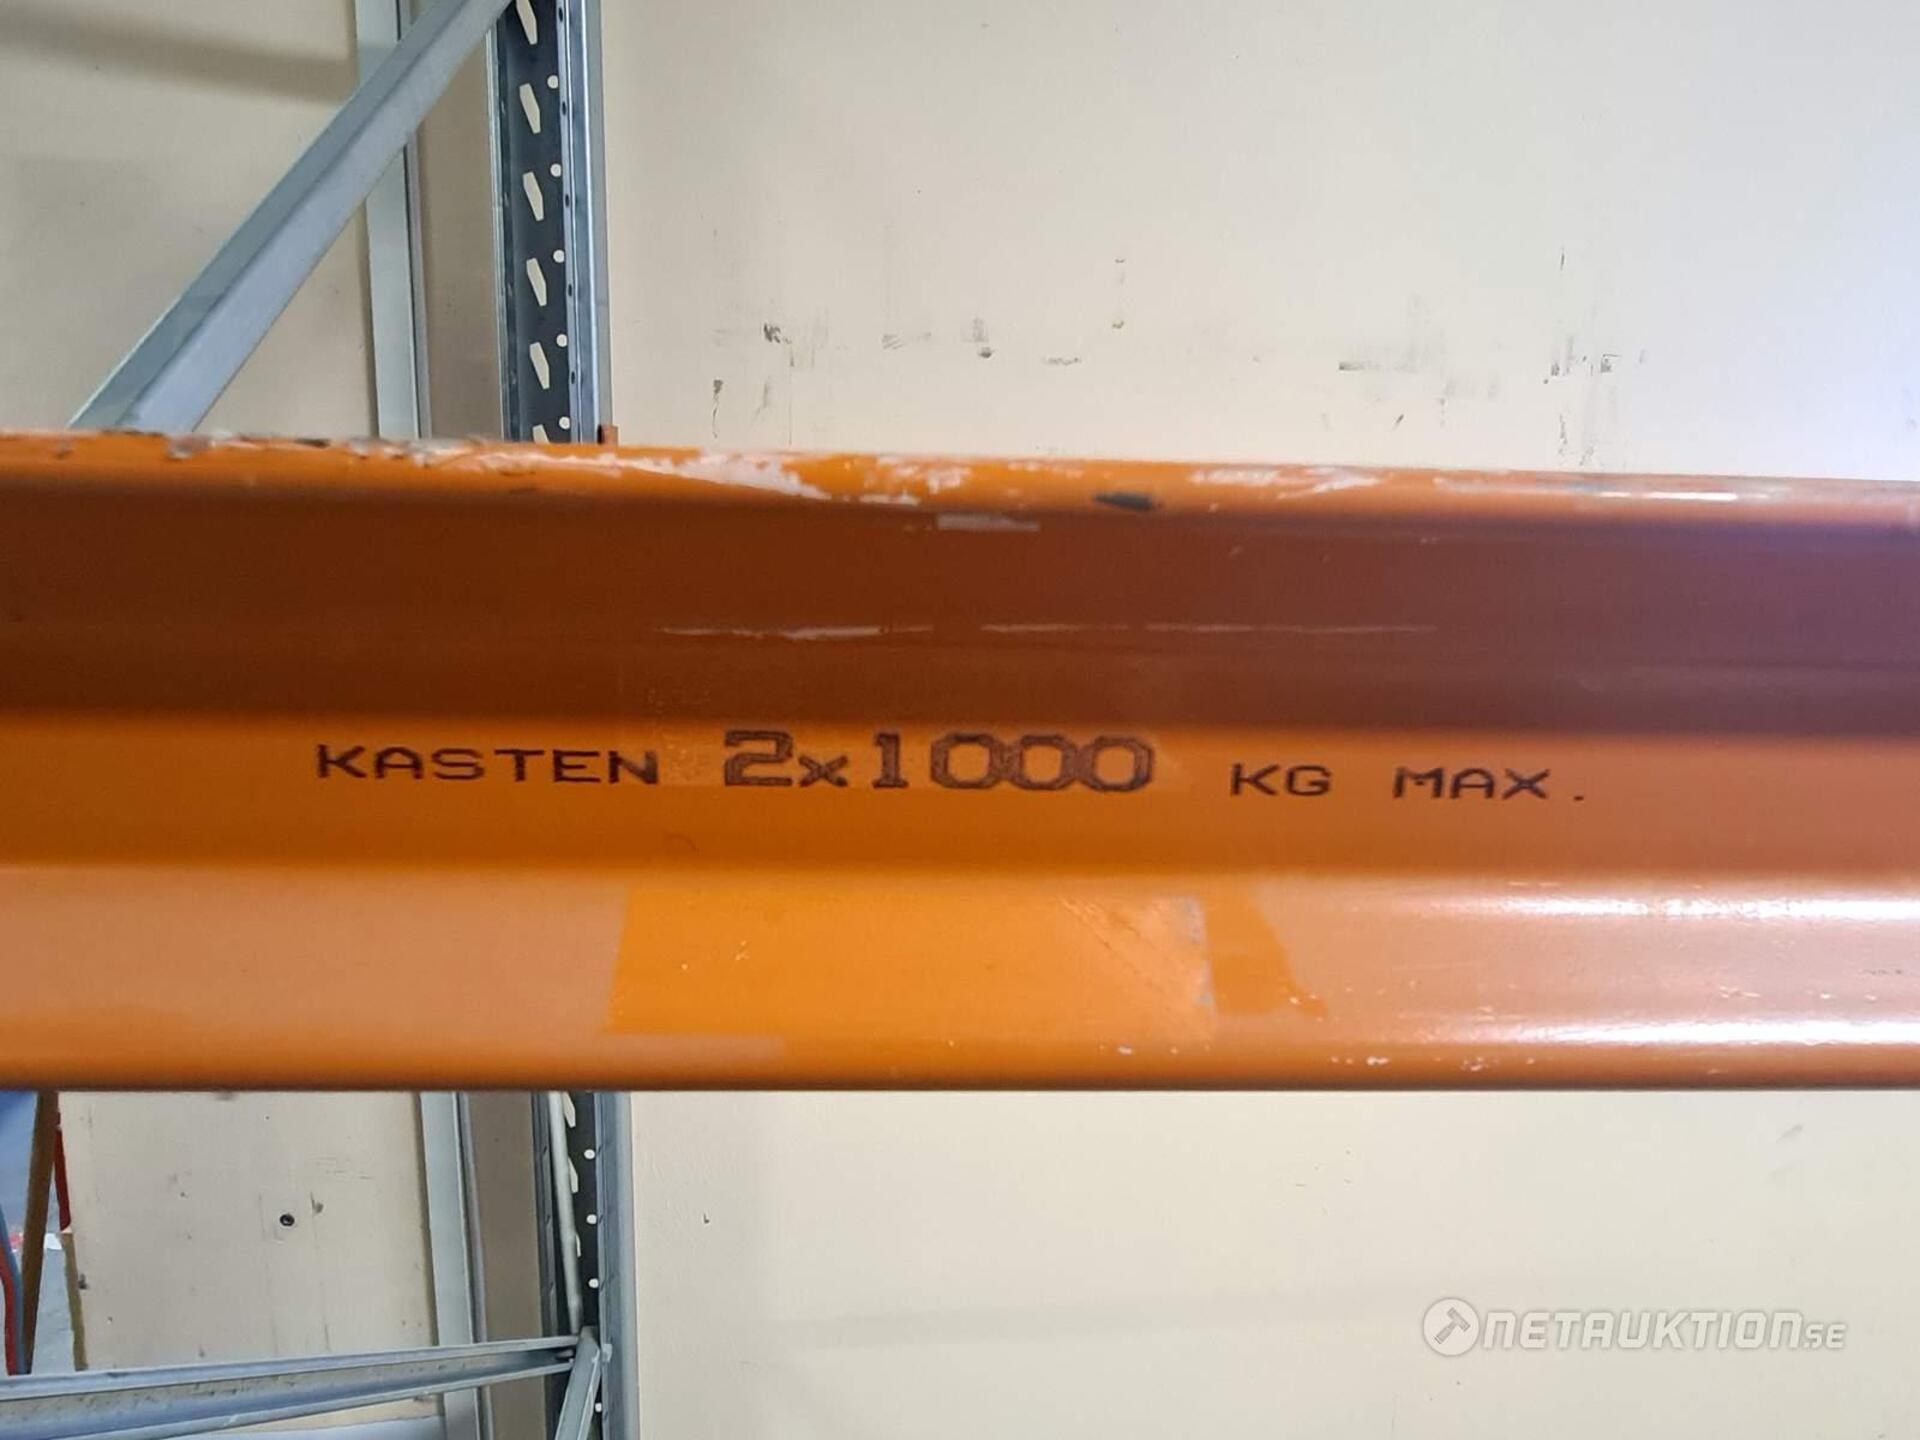 KASTEN 2x1000 KG MAX.
NETAUKTION.SE